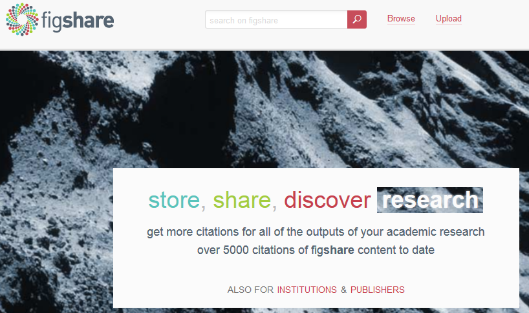 figshare
search on figshare
Browse
Upload
store, share, discover research
get more citations for all of the outputs of your academic research
over 5000 citations of figshare content to date
ALSO FOR INSTITUTIONS & PUBLISHERS